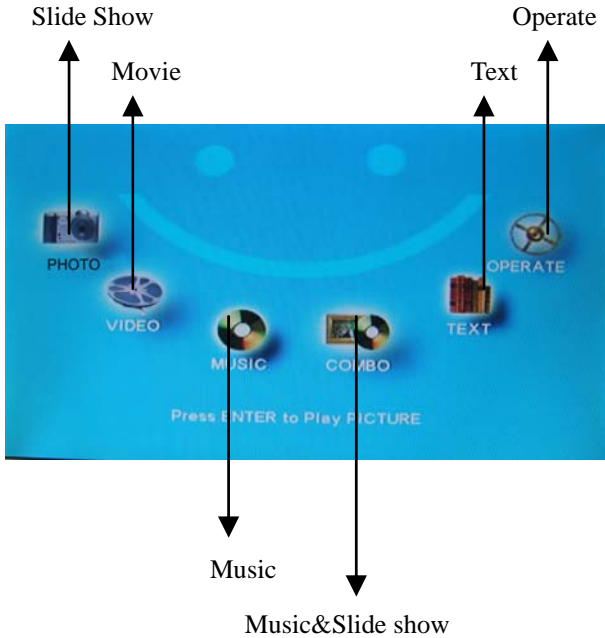 Slide Show
Operate
Movie
Text
PHOTO
OPERATE
VIDEO
TEXT
MUSIC
COMBO
Press ENTER to Play PICTURE
Music
Music&Slide show